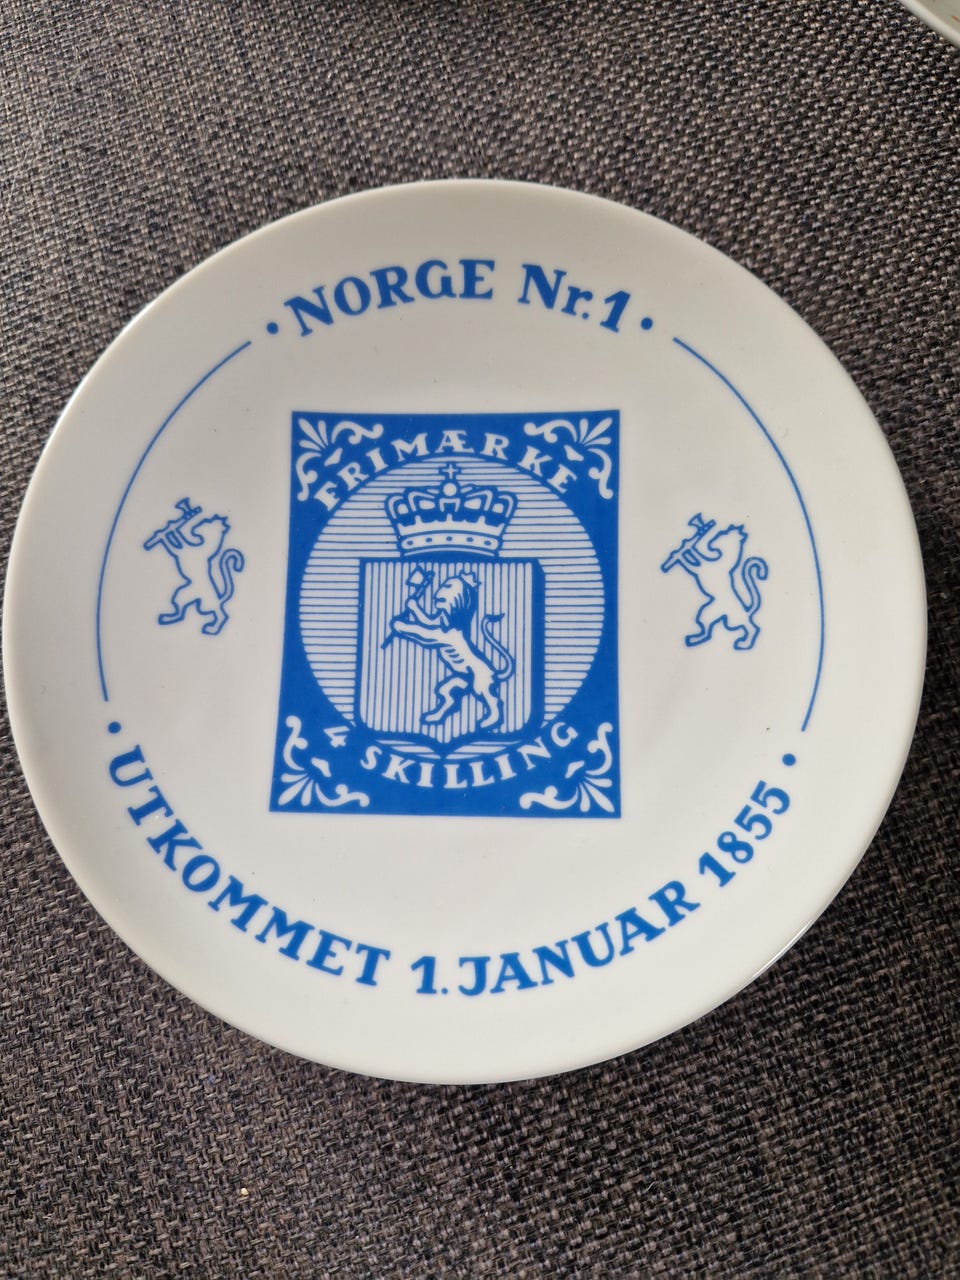 • NORGE Nr. 1 •
FRIMÆRKE
4 SKILLING
• UTKOMMET 1. JANUAR 1855 •